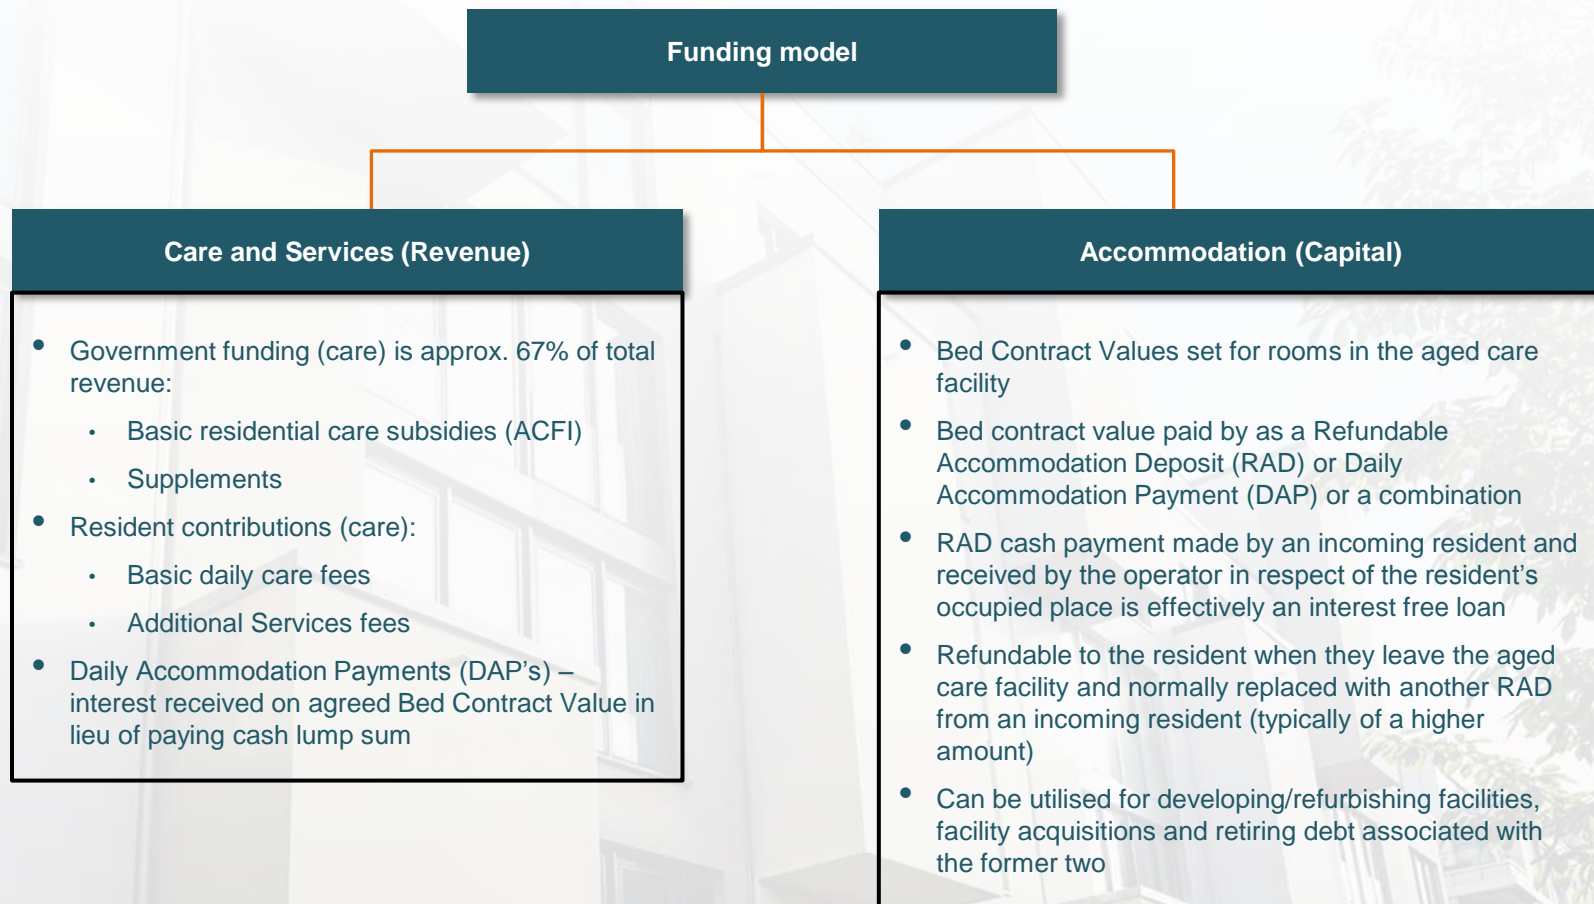 Funding model
Care and Services (Revenue)
• Government funding (care) is approx. 67% of total
revenue:
• Basic residential care subsidies (ACFI)
• Supplements
• Resident contributions (care):
• Basic daily care fees
• Additional Services fees
• Daily Accommodation Payments (DAP's) –
interest received on agreed Bed Contract Value in
lieu of paying cash lump sum
Accommodation (Capital)
• Bed Contract Values set for rooms in the aged care
facility
• Bed contract value paid by as a Refundable
Accommodation Deposit (RAD) or Daily
Accommodation Payment (DAP) or a combination
• RAD cash payment made by an incoming resident and
received by the operator in respect of the resident’s
occupied place is effectively an interest free loan
• Refundable to the resident when they leave the aged
care facility and normally replaced with another RAD
from an incoming resident (typically of a higher
amount)
• Can be utilised for developing/refurbishing facilities,
facility acquisitions and retiring debt associated with
the former two